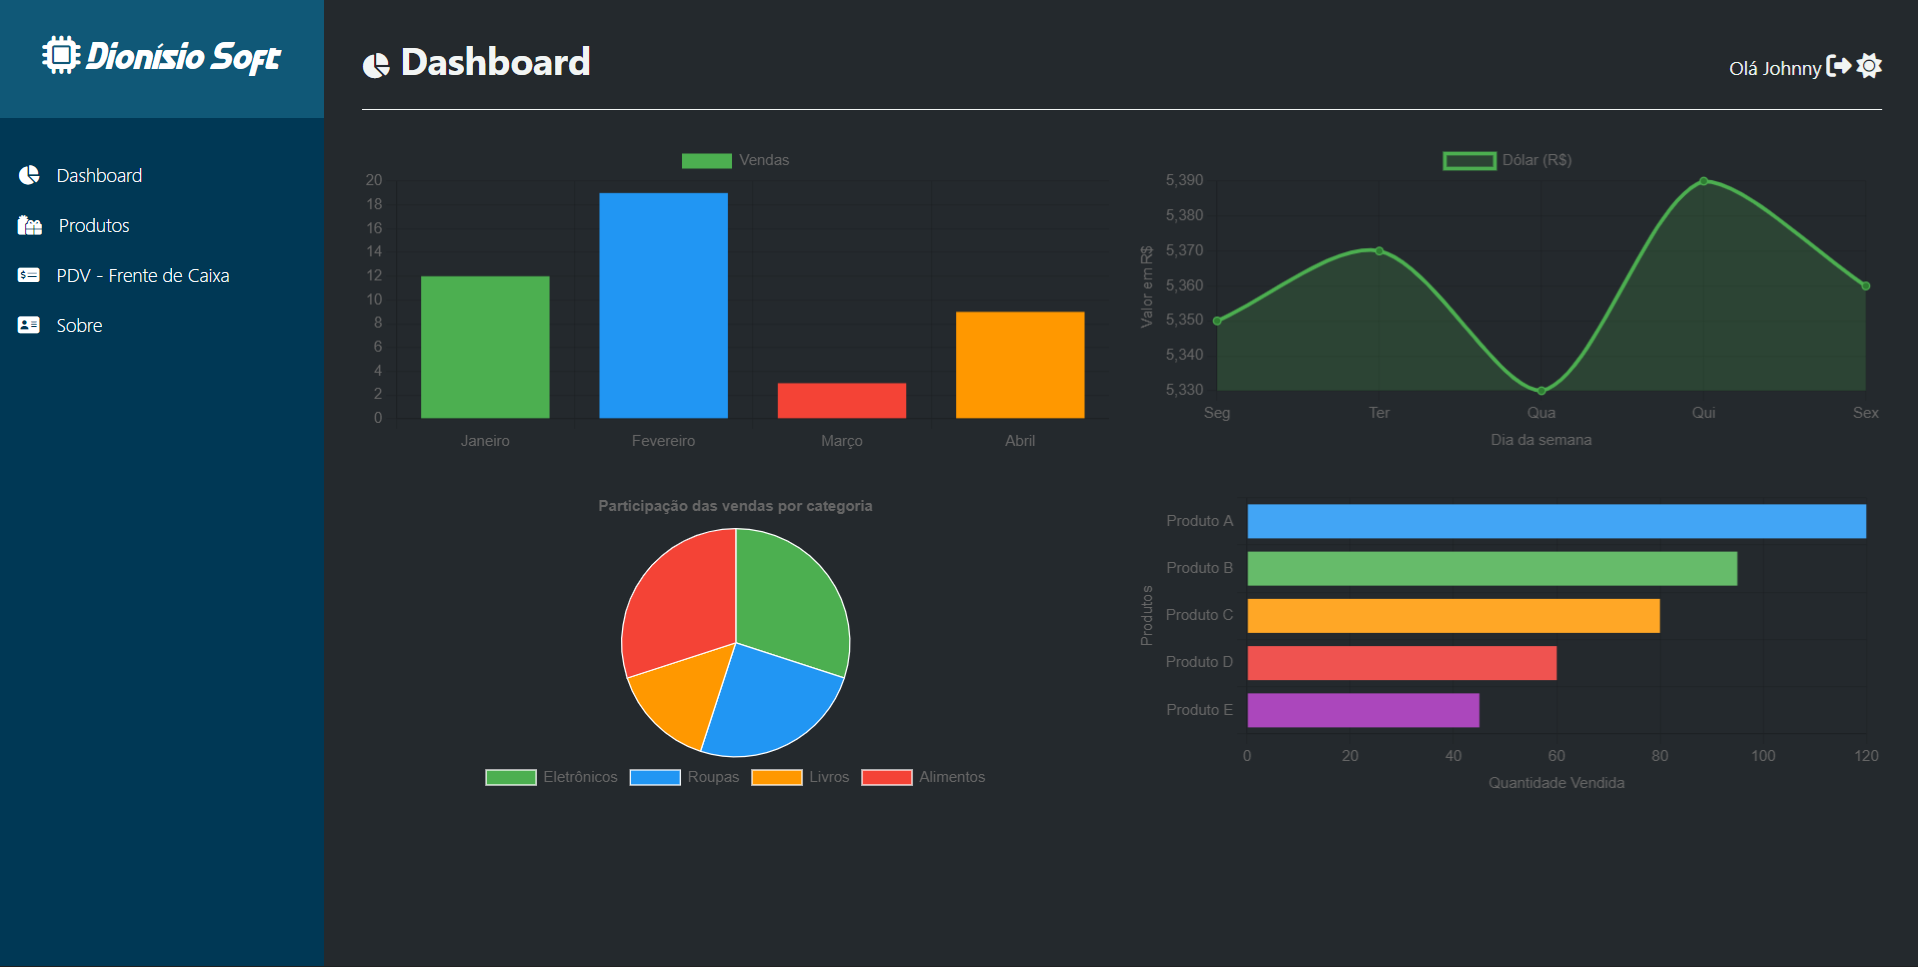 Dionísio Soft
Dashboard
Produtos
PDV - Frente de Caixa
Sobre
Dashboard
Olá Johnny
Vendas
20
18
16
14
12
10
8
6
4
2
0
Janeiro Fevereiro Março Abril
Dólar (R$)
Valor em R$
5,390
5,380
5,370
5,360
5,350
5,340
5,330
Seg Ter Qua Qui Sex
Dia da semana
Participação das vendas por categoria
Eletrônicos Roupas Livros Alimentos
Produtos
Produto A
Produto B
Produto C
Produto D
Produto E
0 20 40 60 80 100 120
Quantidade Vendida